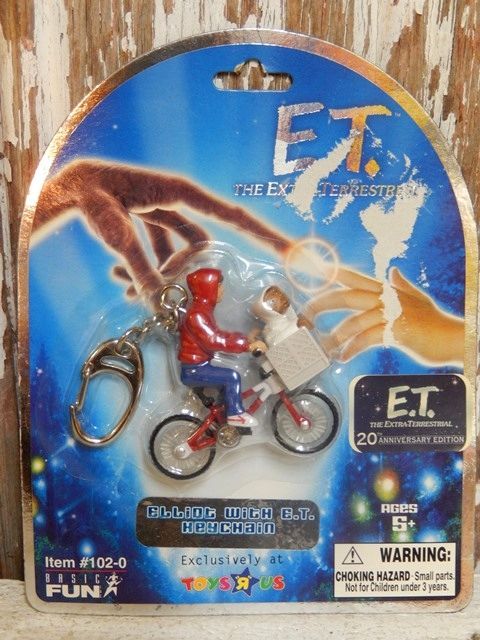 E.T.
THE EXTRA-TERRESTRIAL
E.T.
THE EXTRA-TERRESTRIAL
20TH ANNIVERSARY EDITION
ELLIOT WITH E.T.
KEYCHAIN
AGES
5+
Exclusively at
TOYS R US
Item #102-0
BASIC
FUN
WARNING:
CHOKING HAZARD-Small parts.
Not for Children under 3 years.